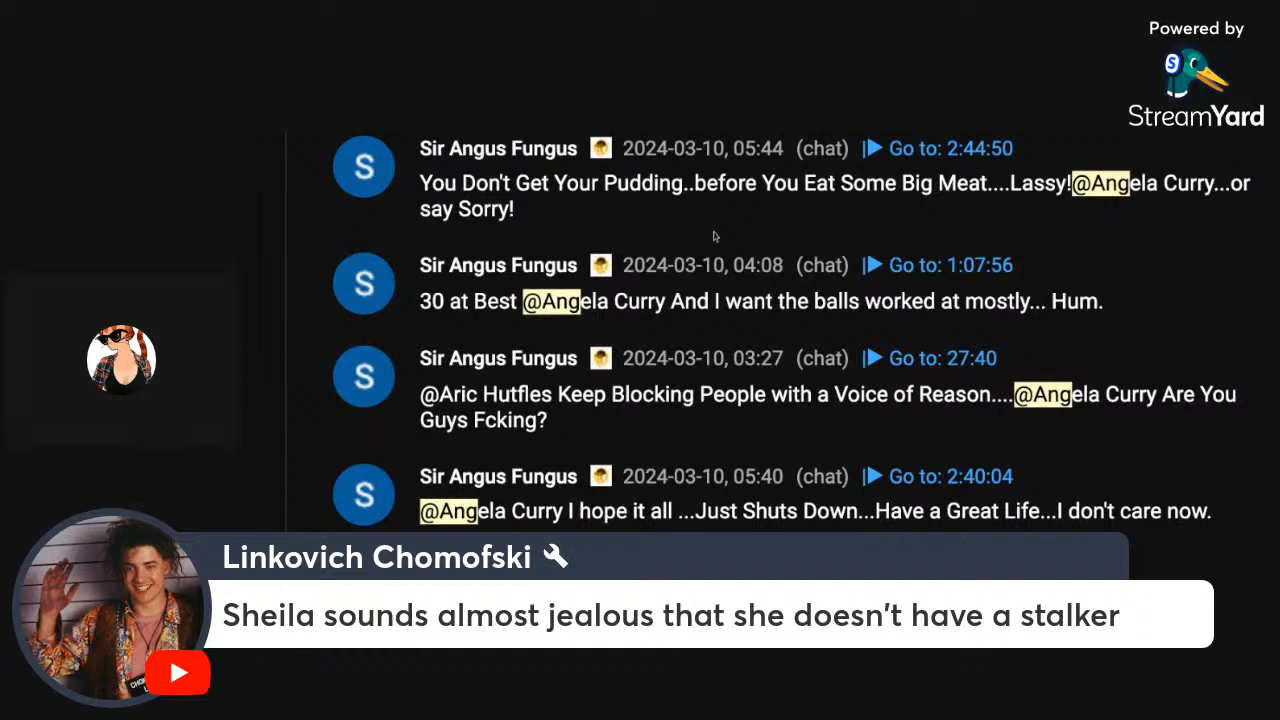 Powered by
StreamYard
S
Sir Angus Fungus 2024-03-10, 05:44 (chat) Go to: 2:44:50
You Don't Get Your Pudding..before You Eat Some Big Meat....Lassy!@Angela Curry...or
say Sorry!
S
Sir Angus Fungus 2024-03-10, 04:08 (chat) Go to: 1:07:56
30 at Best @Angela Curry And I want the balls worked at mostly... Hum.
S
Sir Angus Fungus 2024-03-10, 03:27 (chat) Go to: 27:40
@Aric Hutfles Keep Blocking People with a Voice of Reason....@Angela Curry Are You
Guys Fcking?
S
Sir Angus Fungus 2024-03-10, 05:40 (chat) Go to: 2:40:04
@Angela Curry I hope it all ...Just Shuts Down...Have a Great Life...I don't care now.
Linkovich Chomofski
Sheila sounds almost jealous that she doesn't have a stalker